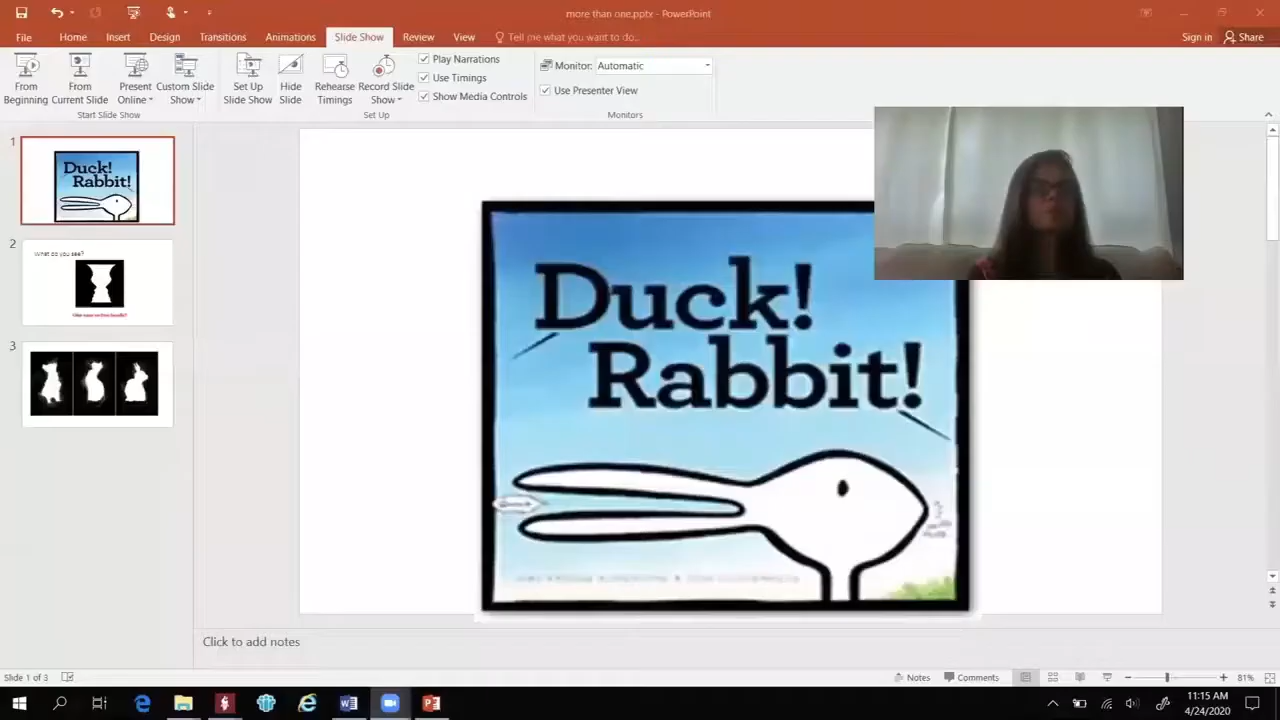 more than one.pptx - PowerPoint
File Home Insert Design Transitions Animations Slide Show Review View Tell me what you want to do... Sign in Share
From Beginning
From Current Slide
Present Online
Custom Slide Show
Start Slide Show
Set Up Slide Show
Hide Slide
Rehearse Timings
Record Slide Show
Play Narrations
Use Timings
Show Media Controls
Set Up
Monitor: Automatic
Use Presenter View
Monitors
1
Duck!
Rabbit!
2
What do you see?
3
Duck!
Rabbit!
Click to add notes
Slide 1 of 3
Notes Comments 81%
11:15 AM
4/24/2020